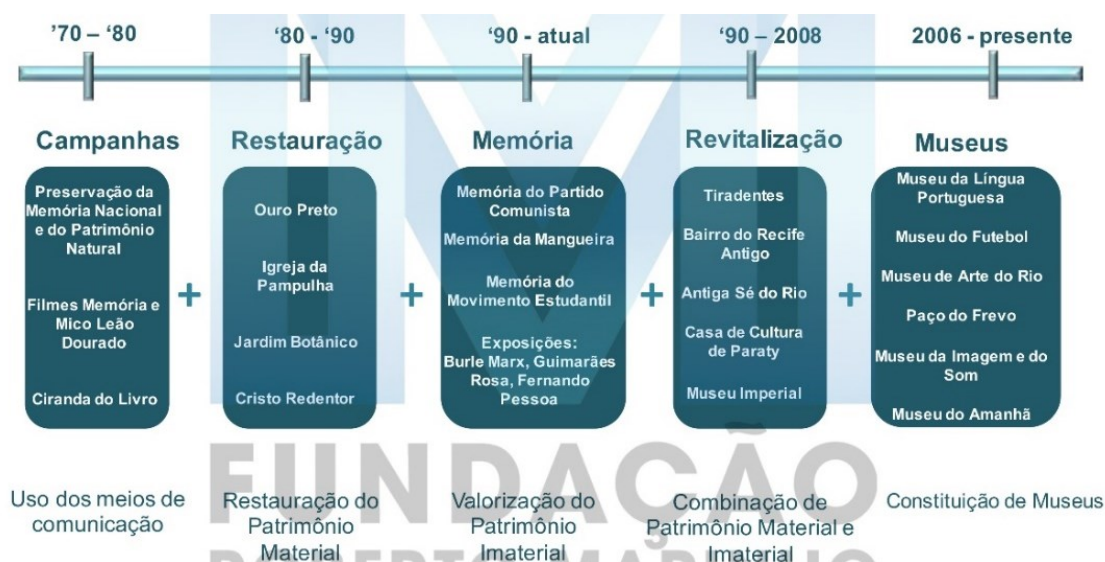 '70 – '80
'80 - '90
'90 - atual
'90 – 2008
2006 - presente
Campanhas
Preservação da
Memória Nacional
e do Patrimônio
Natural
Filmes Memória e
Mico Leão
Dourado
Ciranda do Livro
Uso dos meios de
comunicação
+
Restauração
Ouro Preto
Igreja da
Pampulha
Jardim Botânico
Cristo Redentor
Restauração do
Patrimônio
Material
+
Memória
Memória do Partido
Comunista
Memória da Mangueira
Memória do
Movimento Estudantil
Exposições:
Burle Marx, Guimarães
Rosa, Fernando
Pessoa
Valorização do
Patrimônio
Imaterial
+
Revitalização
Tiradentes
Bairro do Recife
Antigo
Antiga Sé do Rio
Casa de Cultura
de Paraty
Museu Imperial
Combinação de
Patrimônio Material e
Imaterial
+
Museus
Museu da Língua
Portuguesa
Museu do Futebol
Museu de Arte do Rio
Paço do Frevo
Museu da Imagem e do
Som
Museu do Amanhã
Constituição de Museus
FUNDAÇÃO
ROBERTO MARINHO